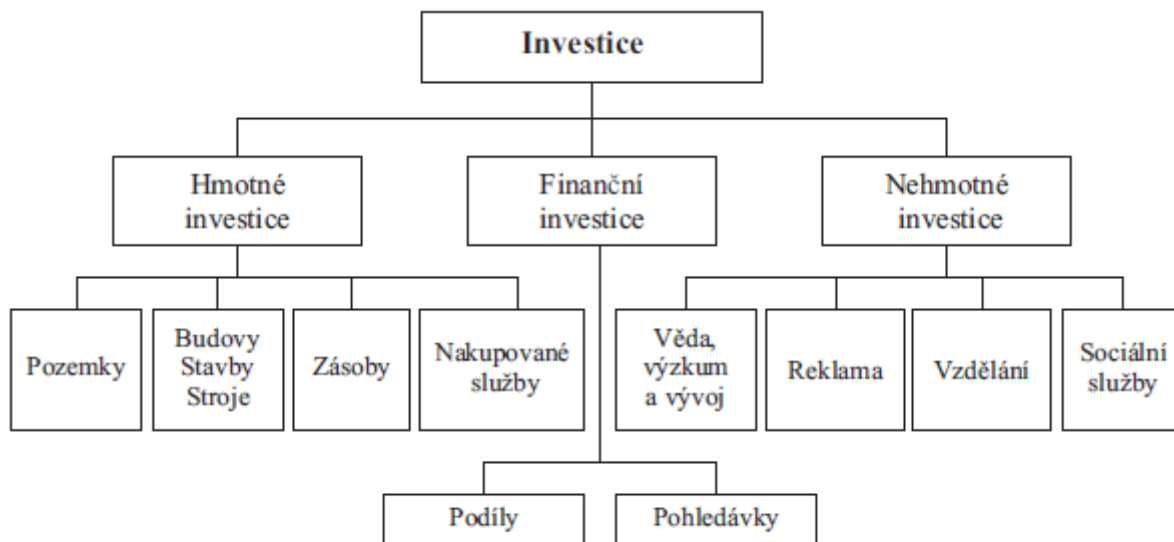 Investice
Hmotné
investice
Finanční
investice
Nehmotné
investice
Pozemky
Budovy
Stavby
Stroje
Zásoby
Nakupované
služby
Věda,
výzkum
a vývoj
Reklama
Vzdělání
Sociální
služby
Podíly
Pohledávky